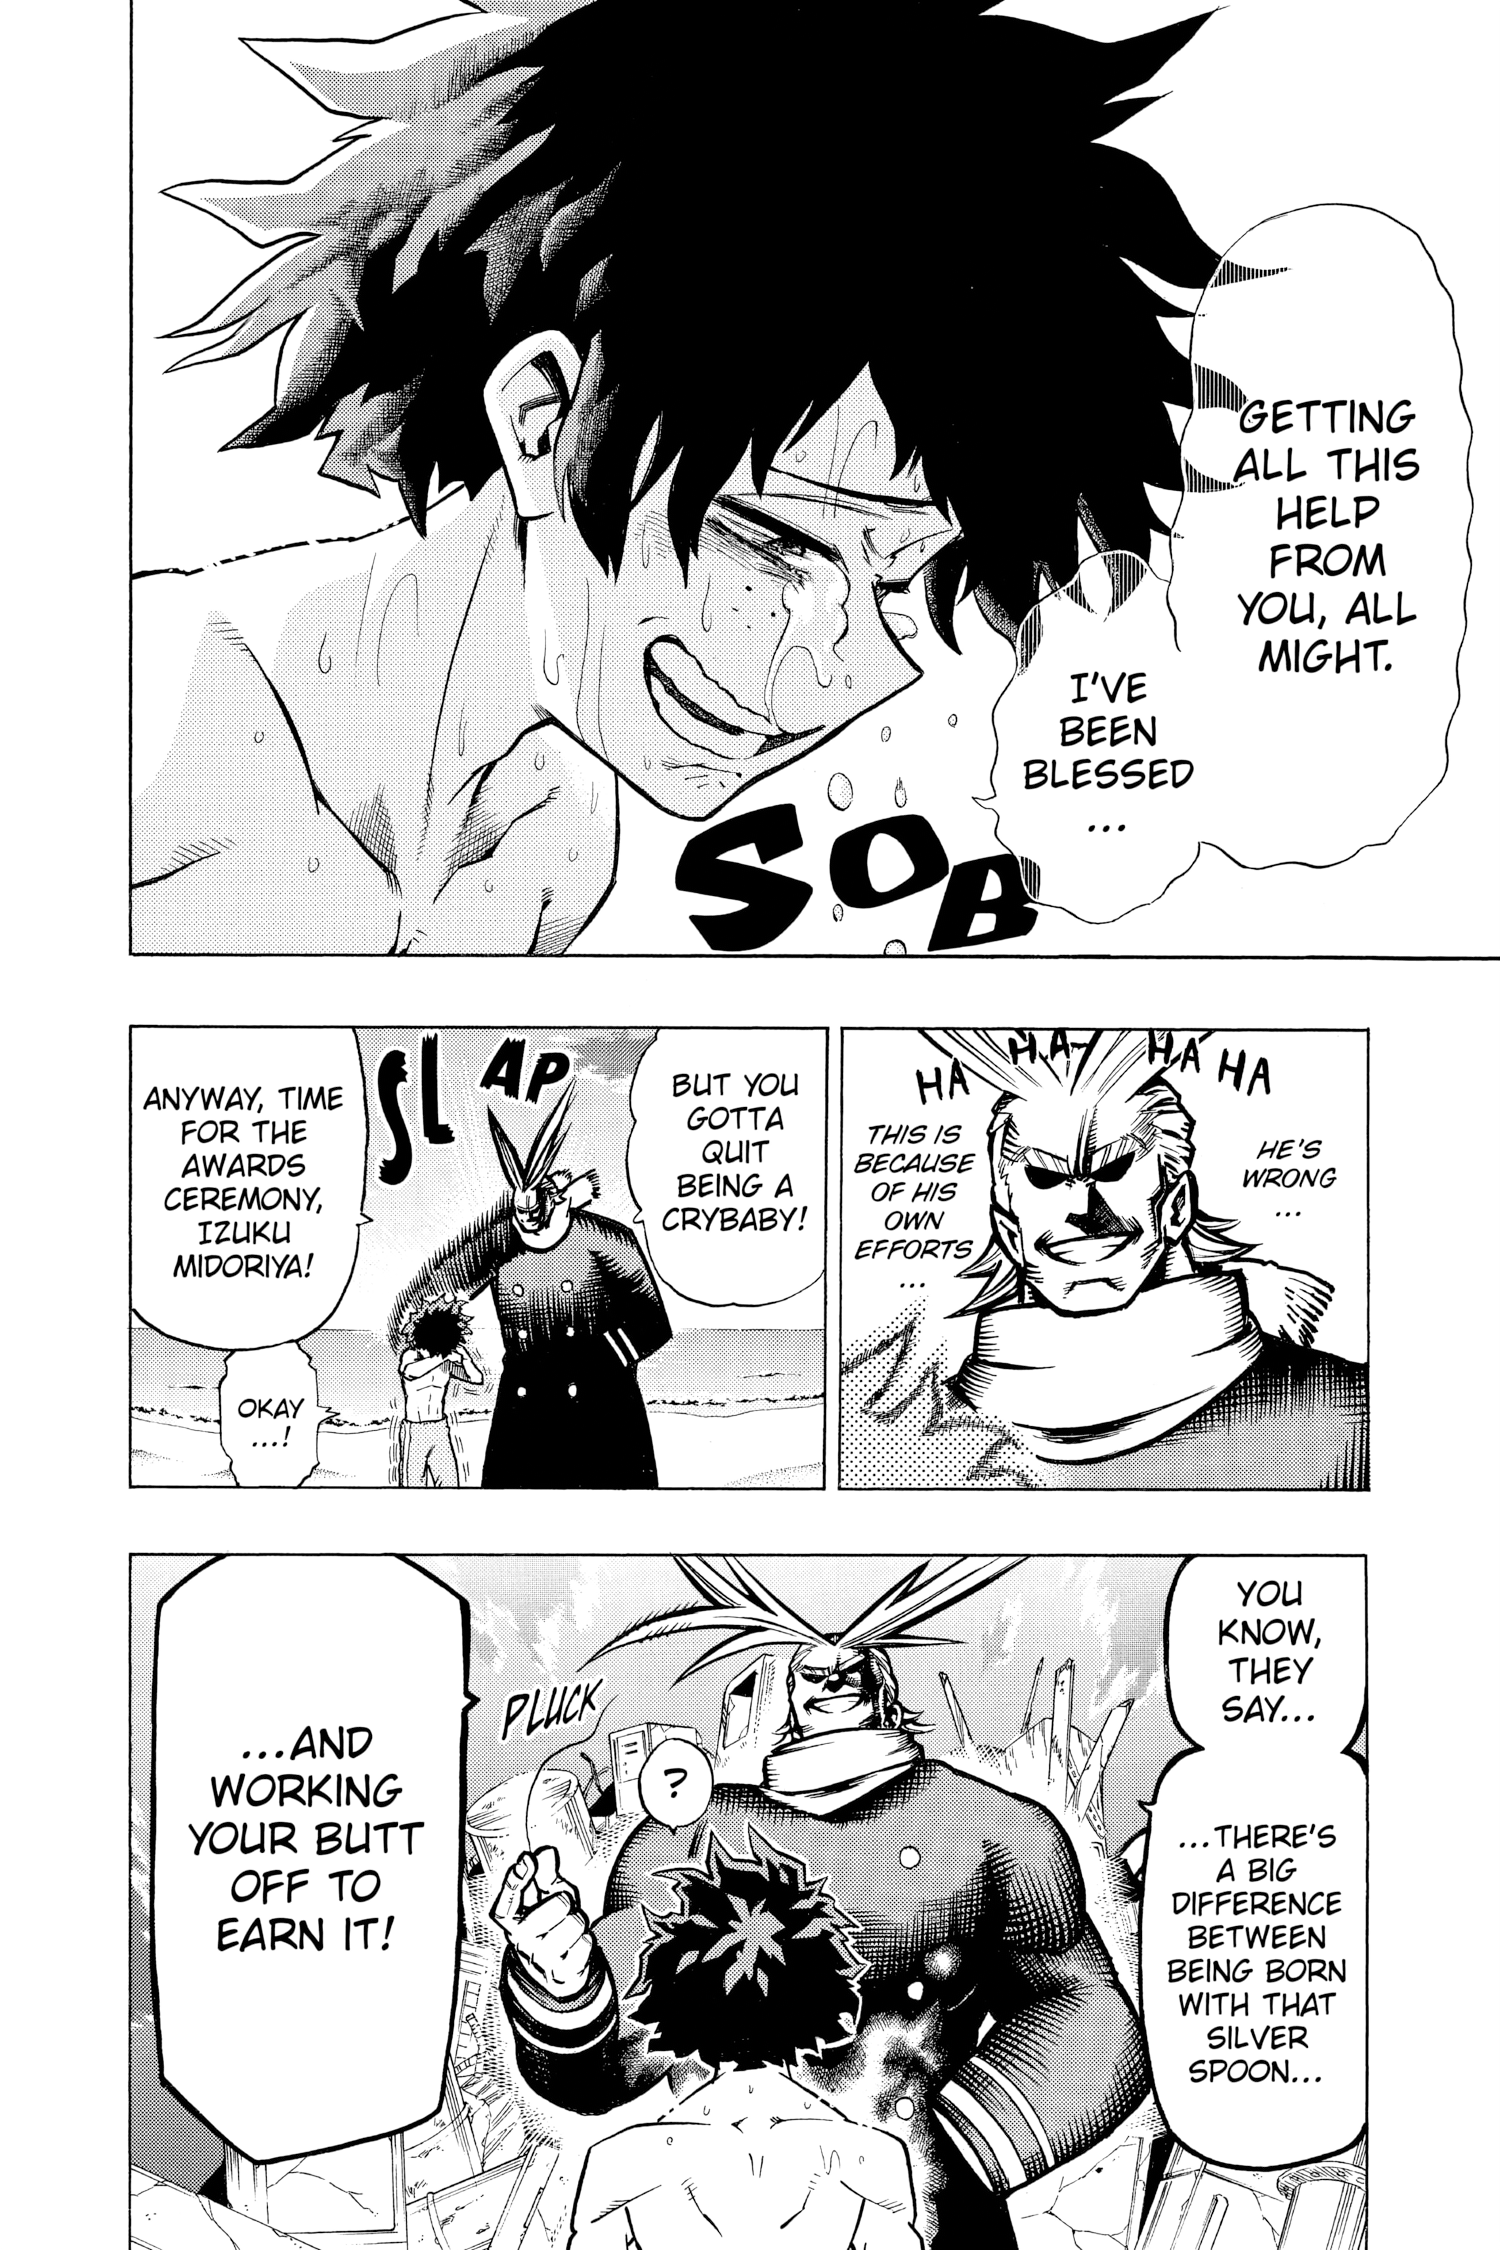 GETTING
ALL THIS
HELP
FROM
YOU, ALL
MIGHT.
I'VE
BEEN
BLESSED
...
SOB
HA HA HA HA
HE'S
WRONG
...
THIS IS
BECAUSE
OF HIS
OWN
EFFORTS
...
BUT YOU
GOTTA
QUIT
BEING A
CRYBABY!
SLAP
ANYWAY, TIME
FOR THE
AWARDS
CEREMONY,
IZUKU
MIDORIYA!
OKAY
...!
YOU
KNOW,
THEY
SAY...
...THERE'S
A BIG
DIFFERENCE
BETWEEN
BEING BORN
WITH THAT
SILVER
SPOON...
PLUCK
?
...AND
WORKING
YOUR BUTT
OFF TO
EARN IT!